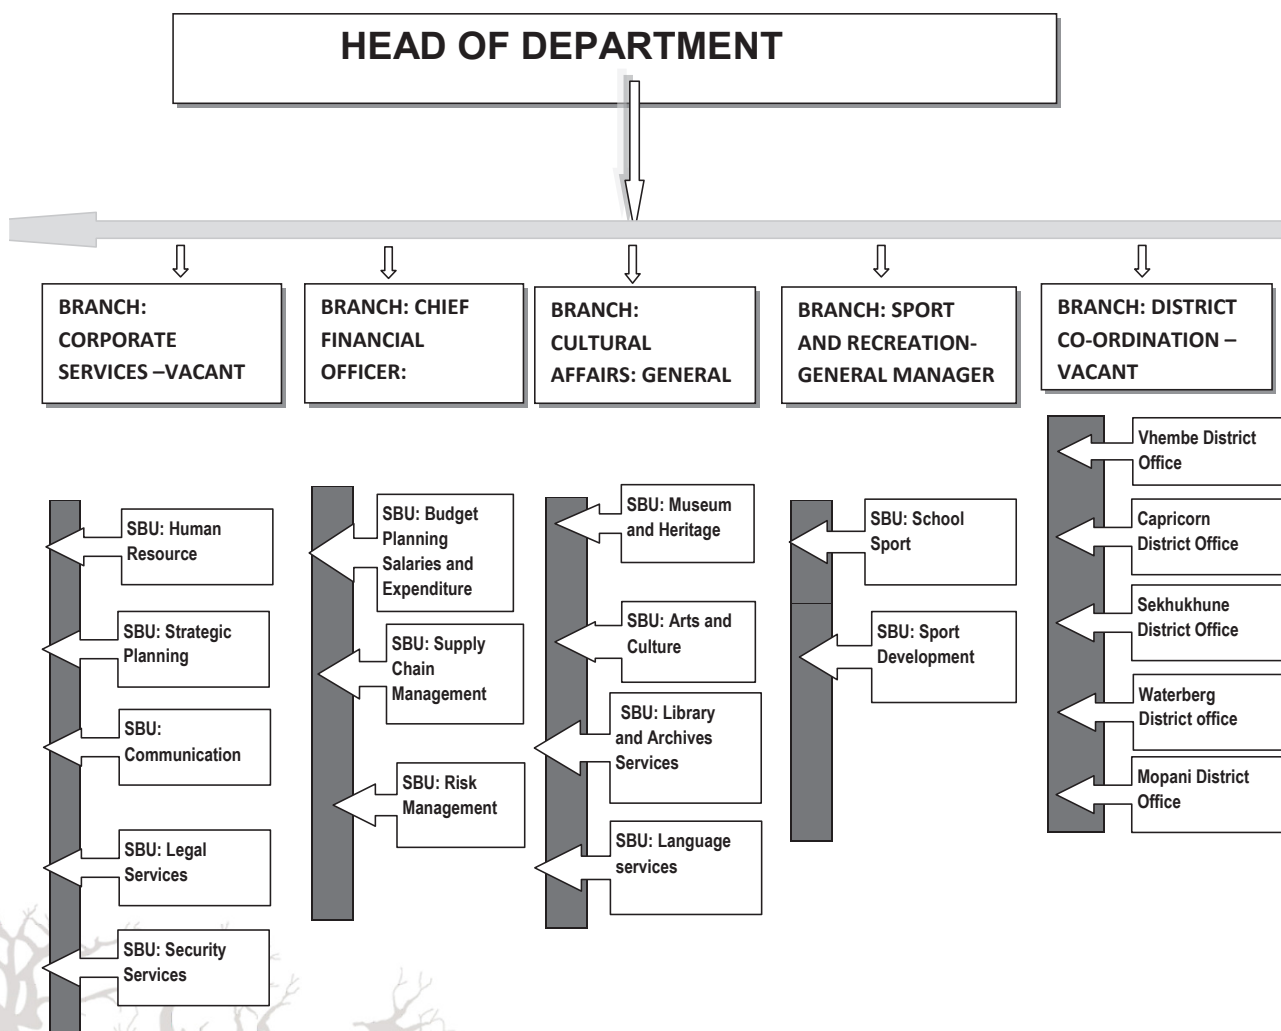 HEAD OF DEPARTMENT
BRANCH:
CORPORATE
SERVICES –VACANT
BRANCH: CHIEF
FINANCIAL
OFFICER:
BRANCH:
CULTURAL
AFFAIRS: GENERAL
BRANCH: SPORT
AND RECREATION-
GENERAL MANAGER
BRANCH: DISTRICT
CO-ORDINATION –
VACANT
SBU: Human
Resource
SBU: Strategic
Planning
SBU:
Communication
SBU: Legal
Services
SBU: Security
Services
SBU: Budget
Planning
Salaries and
Expenditure
SBU: Supply
Chain
Management
SBU: Risk
Management
SBU: Museum
and Heritage
SBU: Arts and
Culture
SBU: Library
and Archives
Services
SBU: Language
services
SBU: School
Sport
SBU: Sport
Development
Vhembe District
Office
Capricorn
District Office
Sekhukhune
District Office
Waterberg
District office
Mopani District
Office